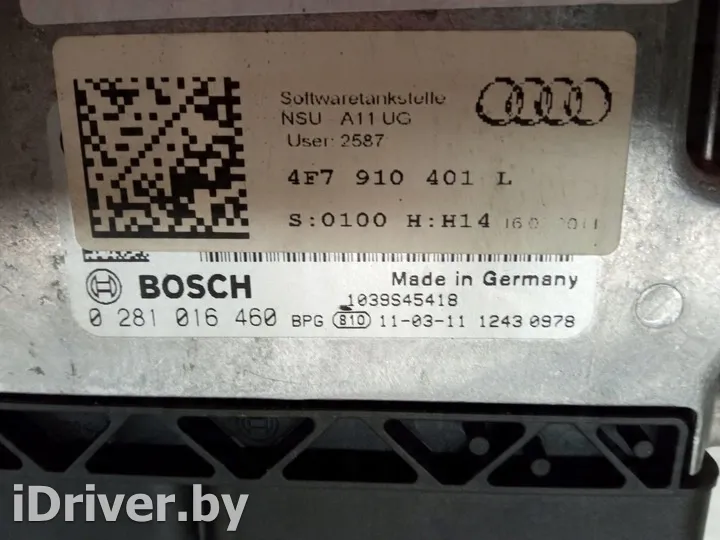 Softwaretankstelle
NSU A11 UG
User: 2587
4F7 910 401 L
S:0100 H:H14
BOSCH
Made in Germany
1039S45418
0 281 016 460 BPG 810 11-03-11 1243 0978
iDriver.by